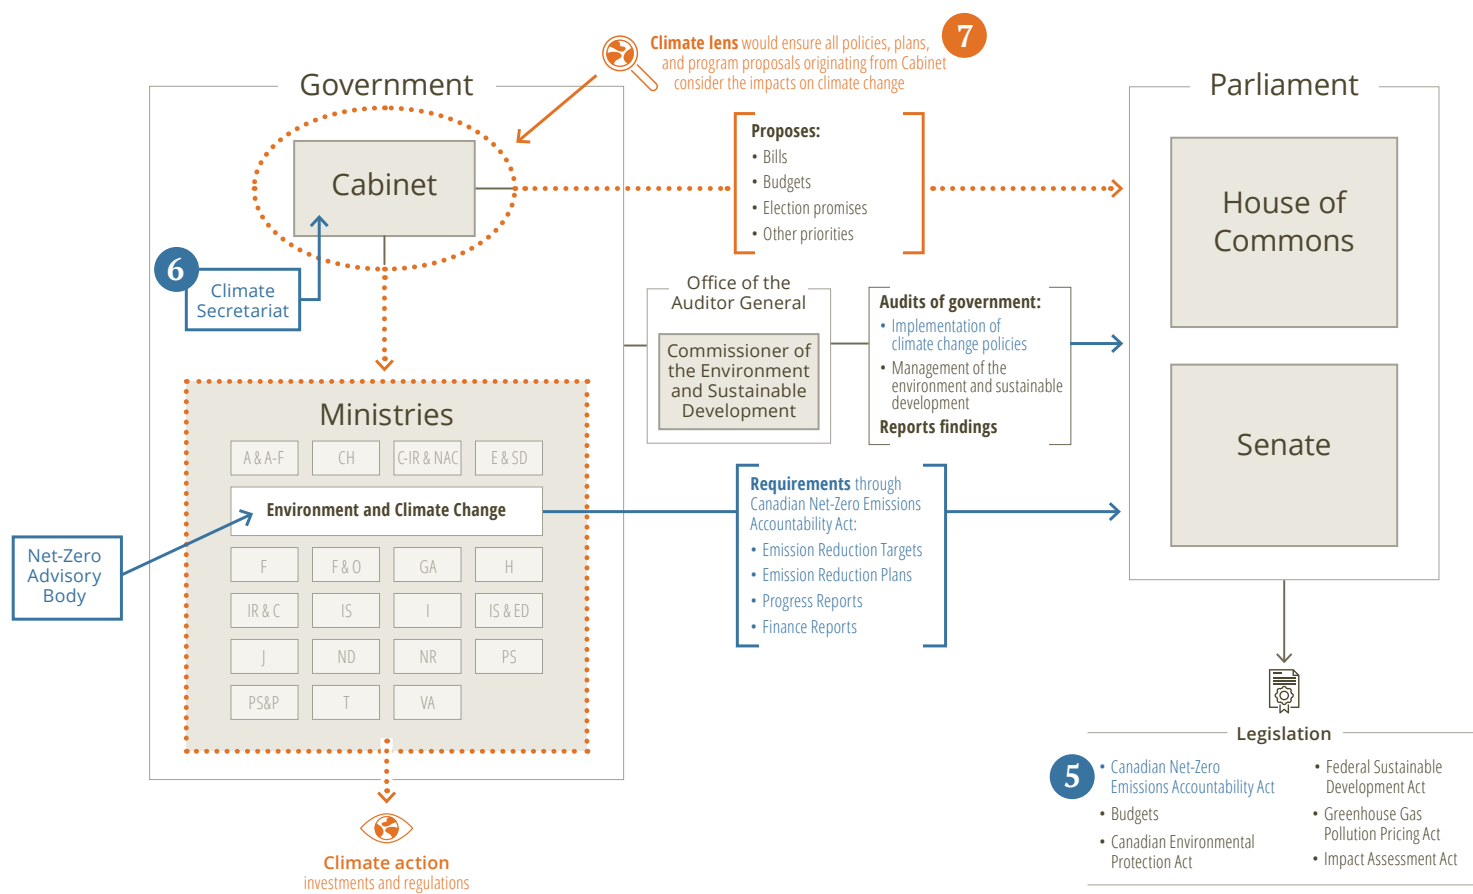 Climate lens would ensure all policies, plans,
and program proposals originating from Cabinet
consider the impacts on climate change
7
Government
Parliament
Cabinet
Proposes:
• Bills
• Budgets
• Election promises
• Other priorities
House of
Commons
6
Climate
Secretariat
Office of the
Auditor General
Commissioner of
the Environment
and Sustainable
Development
Audits of government:
• Implementation of
climate change policies
• Management of the
environment and sustainable
development
Reports findings
Senate
Ministries
A & A-F
CH
C-IR & NAC
E & SD
Environment and Climate Change
F
F & O
GA
H
IR & C
IS
I
IS & ED
J
ND
NR
PS
PS&P
T
VA
Net-Zero
Advisory
Body
Requirements through
Canadian Net-Zero Emissions
Accountability Act:
• Emission Reduction Targets
• Emission Reduction Plans
• Progress Reports
• Finance Reports
Legislation
5
• Canadian Net-Zero
Emissions Accountability Act
• Budgets
• Canadian Environmental
Protection Act
• Federal Sustainable
Development Act
• Greenhouse Gas
Pollution Pricing Act
• Impact Assessment Act
Climate action
investments and regulations